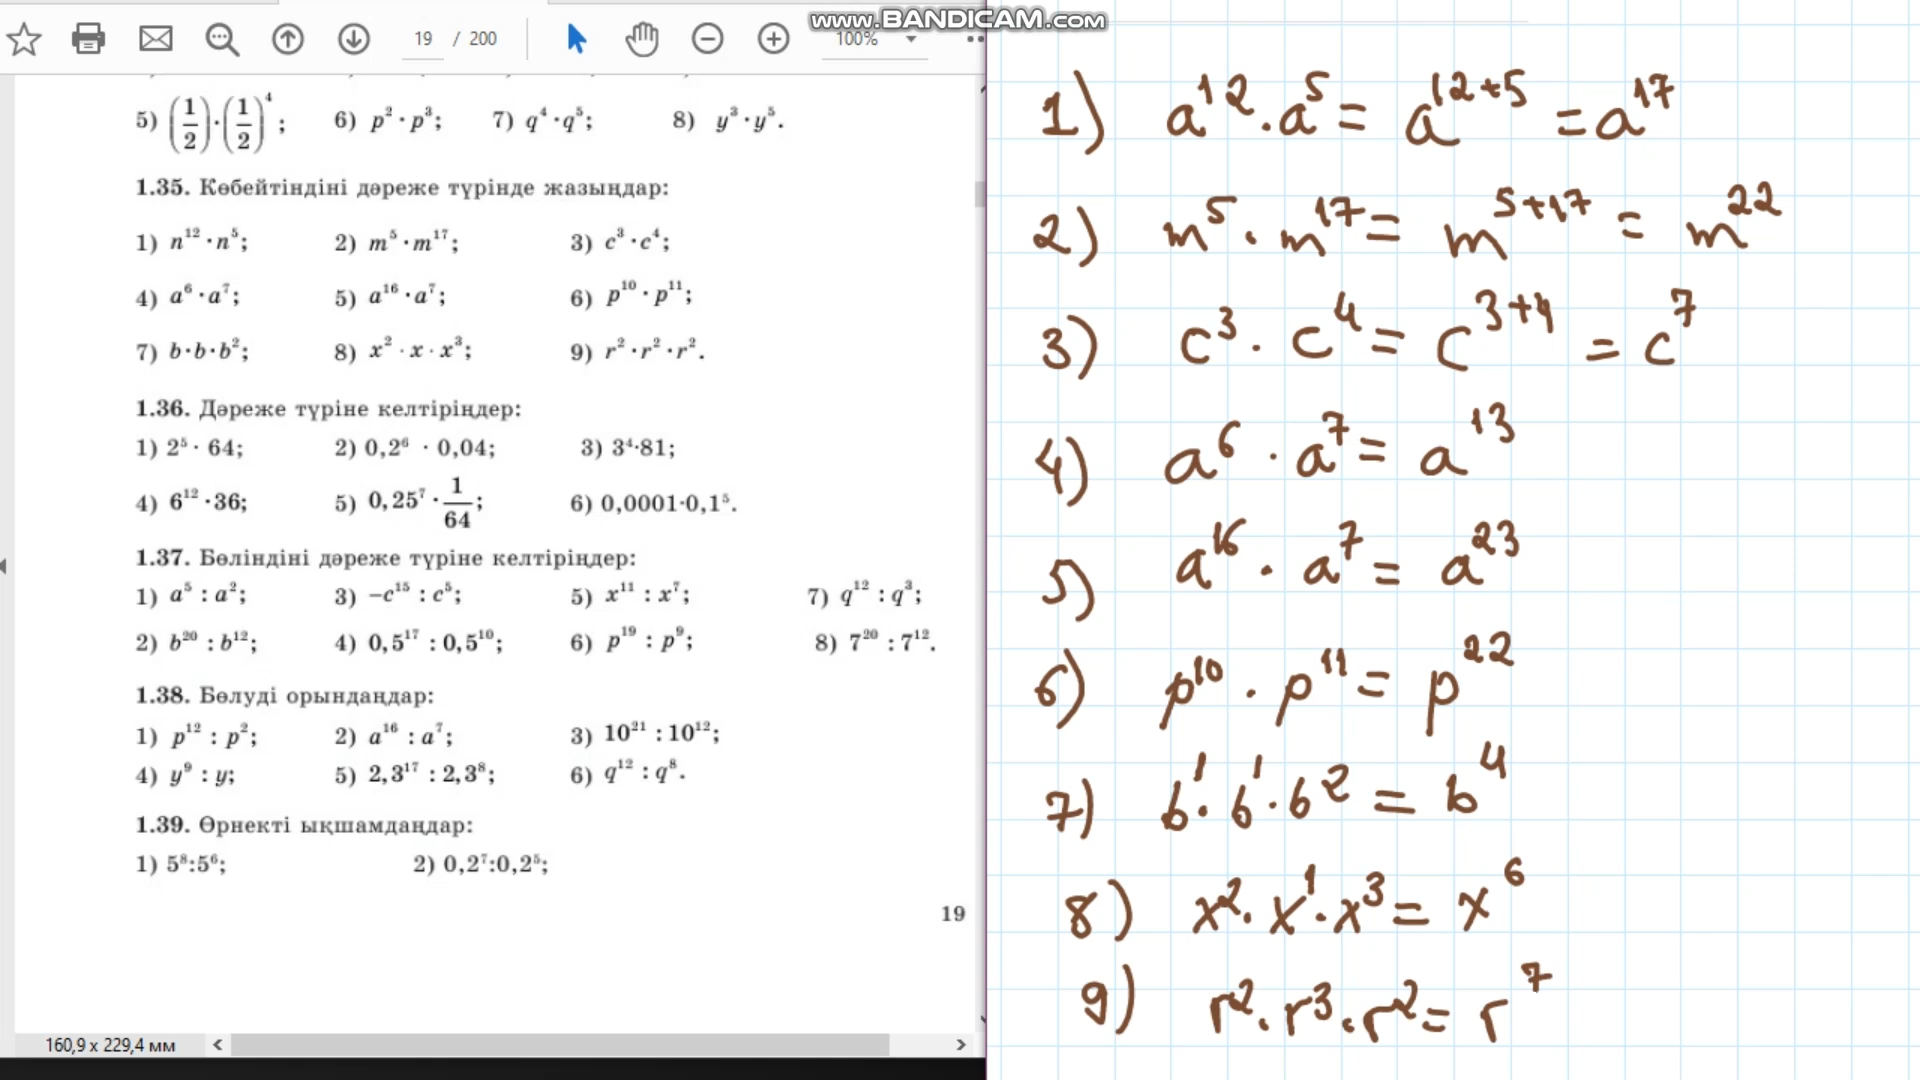 www.BANDICAM.com
19 / 200
100%
5) (1/2)·(1/2)⁴; 6) p²·p³; 7) q⁴·q⁵; 8) y³·y⁵.
1.35. Көбейтіндіні дәреже түрінде жазыңдар:
1) n¹²·n⁵; 2) m⁵·m¹⁷; 3) c³·c⁴;
4) a⁶·a⁷; 5) a¹⁶·a⁷; 6) p¹⁰·p¹¹;
7) b·b·b²; 8) x²·x·x³; 9) r²·r²·r².
1.36. Дәреже түріне келтіріңдер:
1) 2⁵·64; 2) 0,2⁶·0,04; 3) 3⁴·81;
4) 6¹²·36; 5) 0,25⁷·1/64; 6) 0,0001·0,1⁵.
1.37. Бөліндіні дәреже түріне келтіріңдер:
1) a⁵ : a²; 3) –c¹⁵ : c⁵; 5) x¹¹ : x⁷; 7) q¹² : q³;
2) b²⁰ : b¹²; 4) 0,5¹⁷ : 0,5¹⁰; 6) p¹⁹ : p⁹; 8) 7²⁰ : 7¹².
1.38. Бөлуді орындаңдар:
1) p¹² : p²; 2) a¹⁶ : a⁷; 3) 10²¹ : 10¹²;
4) y⁹ : y; 5) 2,3¹⁷ : 2,3⁸; 6) q¹² : q⁸.
1.39. Өрнекті ықшамдаңдар:
1) 5⁸:5⁶; 2) 0,2⁷:0,2⁵;
19
160,9 x 229,4 мм
1) a¹²·a⁵ = a¹²⁺⁵ = a¹⁷
2) m⁵·m¹⁷ = m⁵⁺¹⁷ = m²²
3) c³·c⁴ = c³⁺⁴ = c⁷
4) a⁶·a⁷ = a¹³
5) a¹⁶·a⁷ = a²³
6) p¹⁰·p¹¹ = p²²
7) b¹·b¹·b² = b⁴
8) x²·x¹·x³ = x⁶
9) r²·r³·r² = r⁷